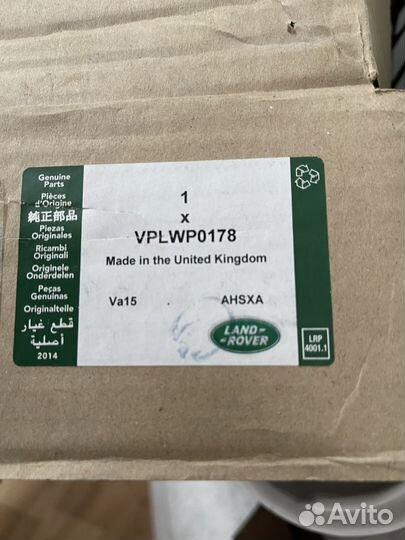 Genuine
Parts
Pièces
d'Origine
純正部品
Piezas
Originales
Ricambi
Originali
Originele
Onderdelen
Peças
Genuinas
Originalteile
قطع غيار
أصلية
2014
1
x
VPLWP0178
Made in the United Kingdom
Va15 . AHSXA
LAND-
-ROVER
LRP
4001.1
Avito